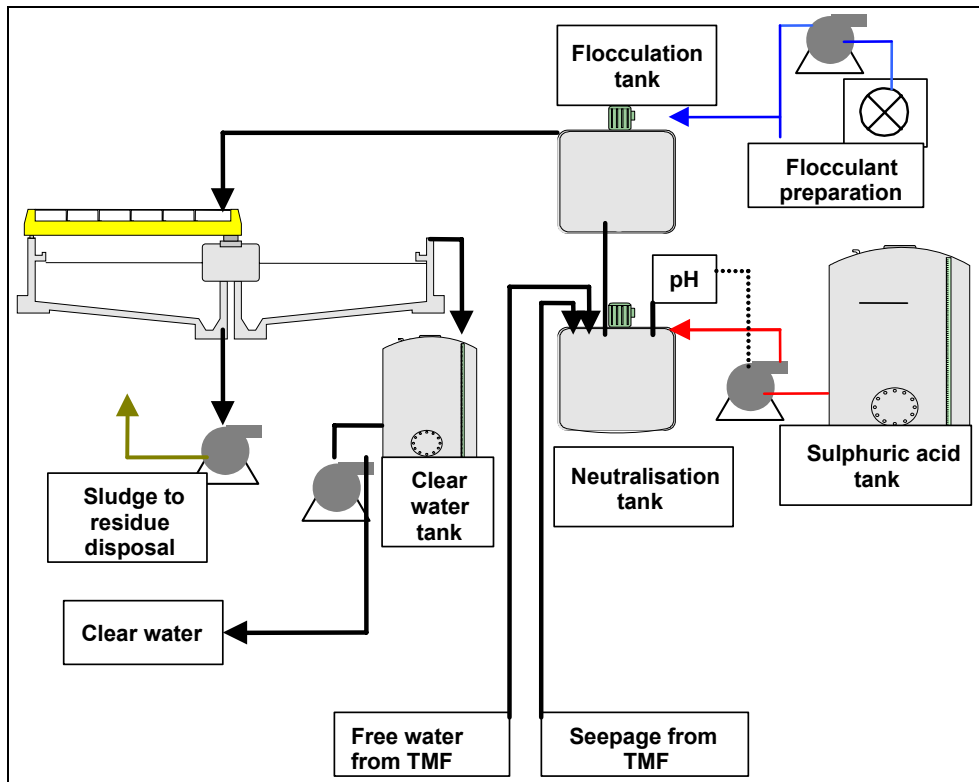 Flocculation
tank
Flocculant
preparation
pH
Sulphuric acid
tank
Neutralisation
tank
Clear
water
tank
Sludge to
residue
disposal
Clear water
Free water
from TMF
Seepage from
TMF